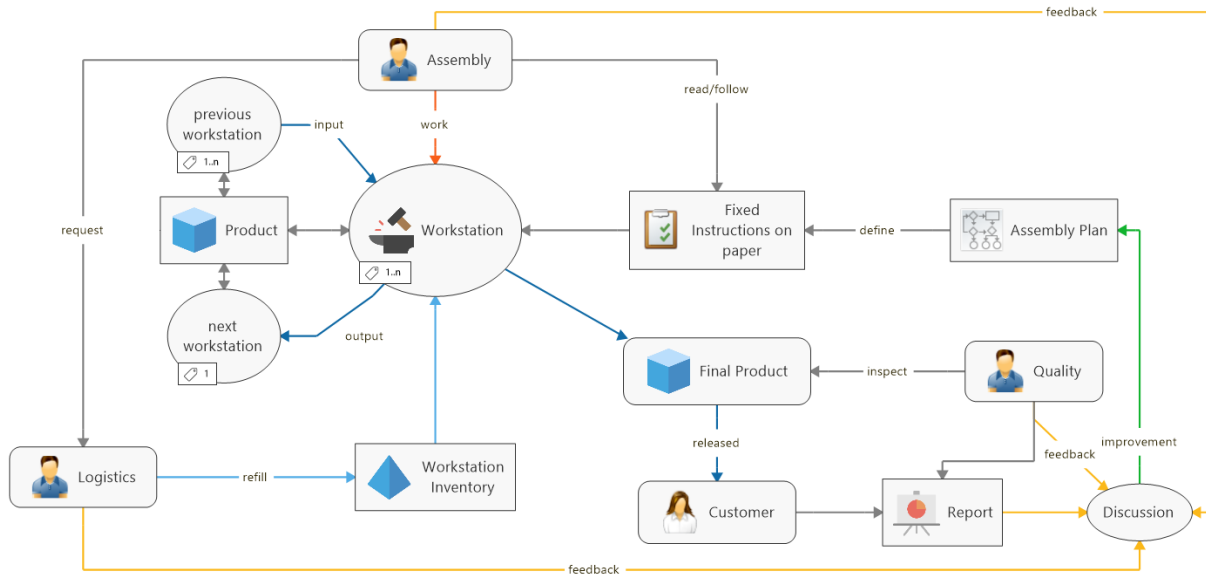 feedback
Assembly
read/follow
previous
workstation
input
work
1..n
request
Product
Workstation
Fixed
Instructions on
paper
define
Assembly Plan
1..n
next
workstation
output
1
Final Product
inspect
Quality
released
improvement
feedback
Logistics
refill
Workstation
Inventory
Customer
Report
Discussion
feedback